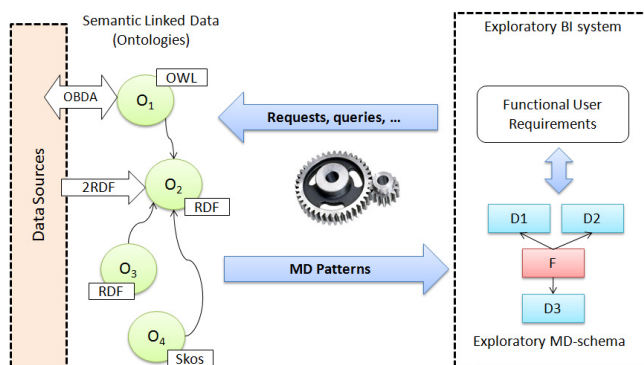 Semantic Linked Data
(Ontologies)
Exploratory BI system
Data Sources
OBDA
OWL
O1
2RDF
O2
RDF
O3
RDF
O4
Skos
Requests, queries, ...
MD Patterns
Functional User
Requirements
D1
D2
F
D3
Exploratory MD-schema